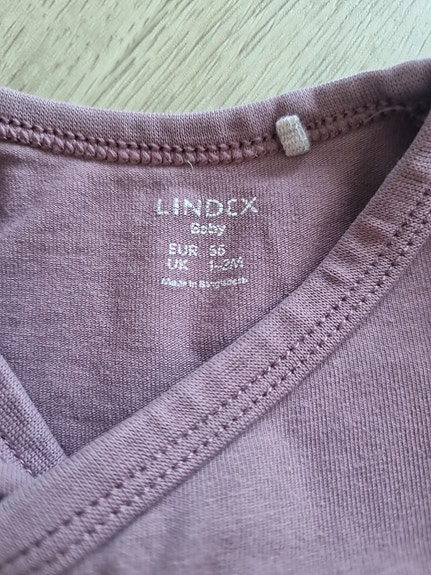 LINDEX
Baby
EUR 56
UK 1-2M
Made in Bangladesh